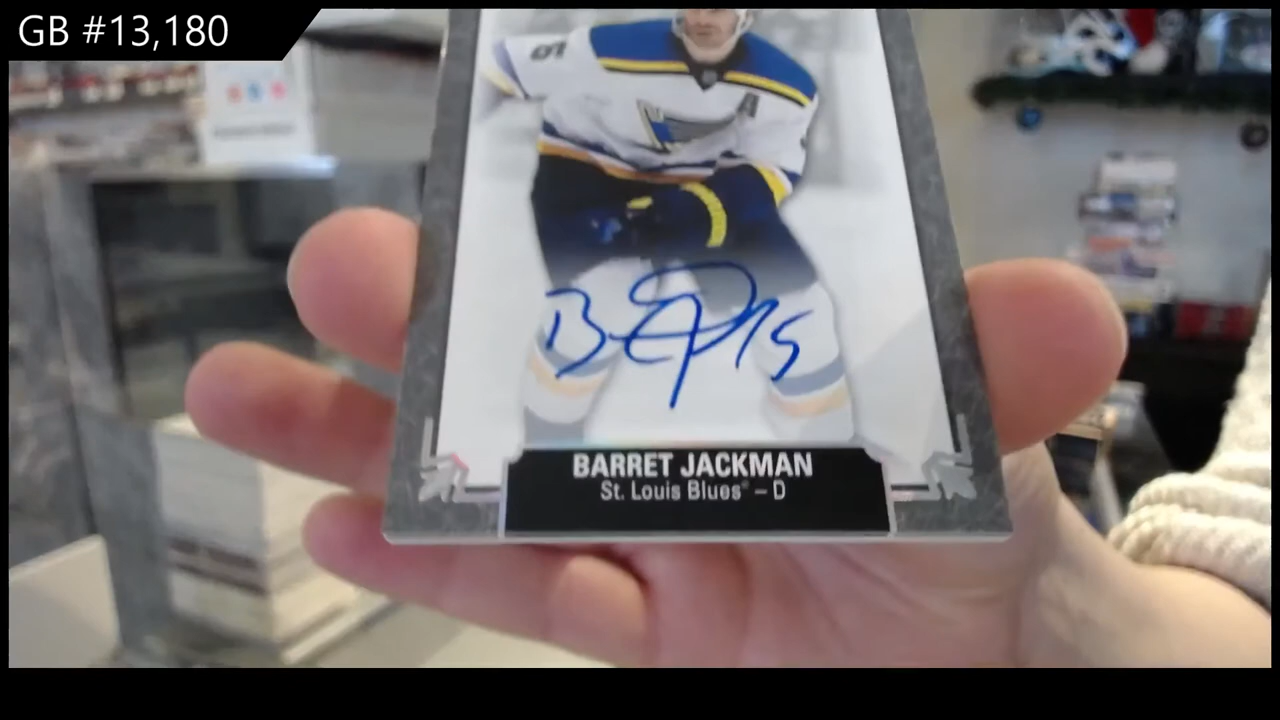 GB #13,180
A
BARRET JACKMAN
St. Louis Blues® – D